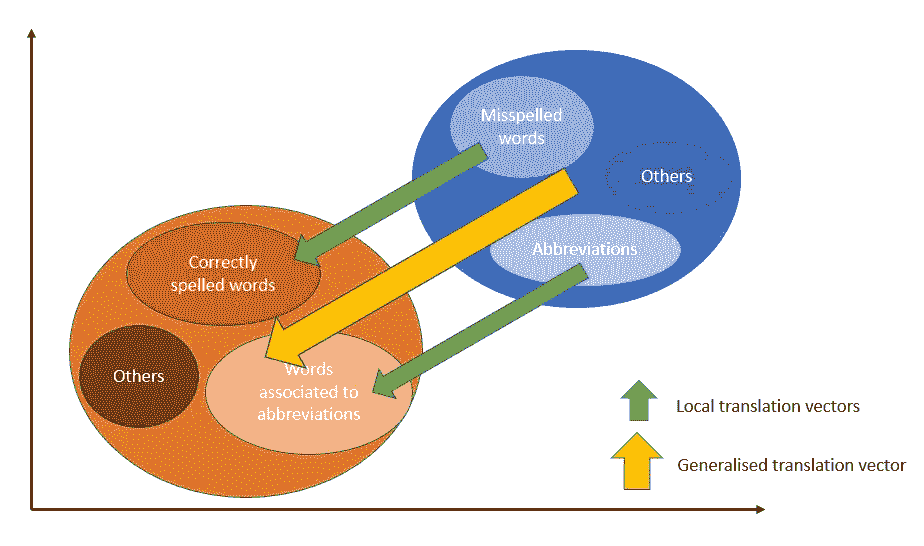 Misspelled
words
Others
Abbreviations
Correctly
spelled words
Others
Words
associated to
abbreviations
Local translation vectors
Generalised translation vector